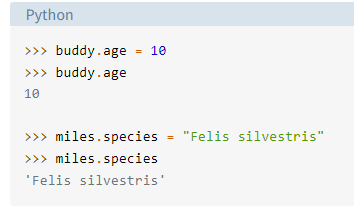 Python
>>> buddy.age = 10
>>> buddy.age
10
>>> miles.species = "Felis silvestris"
>>> miles.species
'Felis silvestris'